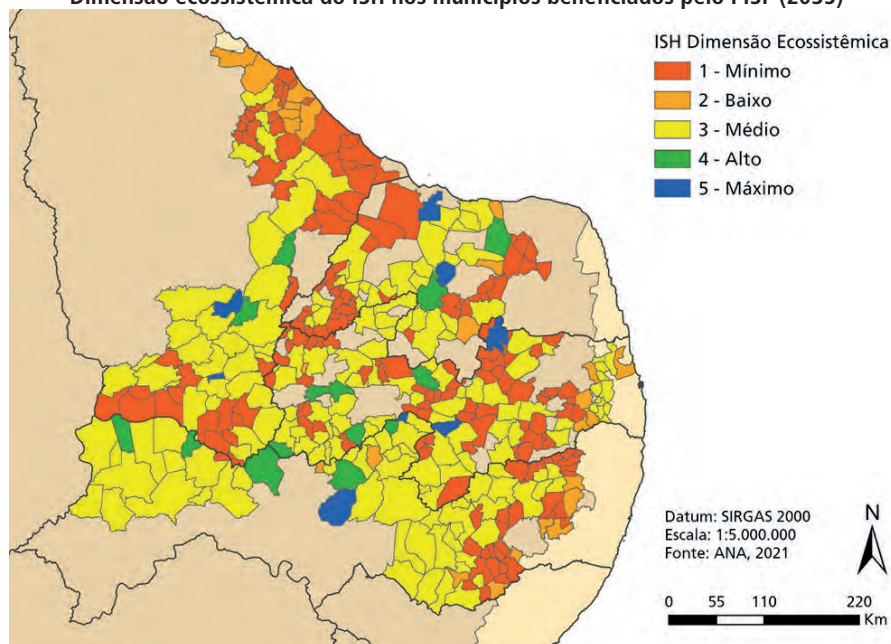 Dimensão ecossistêmica do ISH nos municípios beneficiados pelo PISF (2035)
ISH Dimensão Ecossistêmica
1 - Mínimo
2 - Baixo
3 - Médio
4 - Alto
5 - Máximo
Datum: SIRGAS 2000
Escala: 1:5.000.000
Fonte: ANA, 2021
N
0 55 110 220
Km